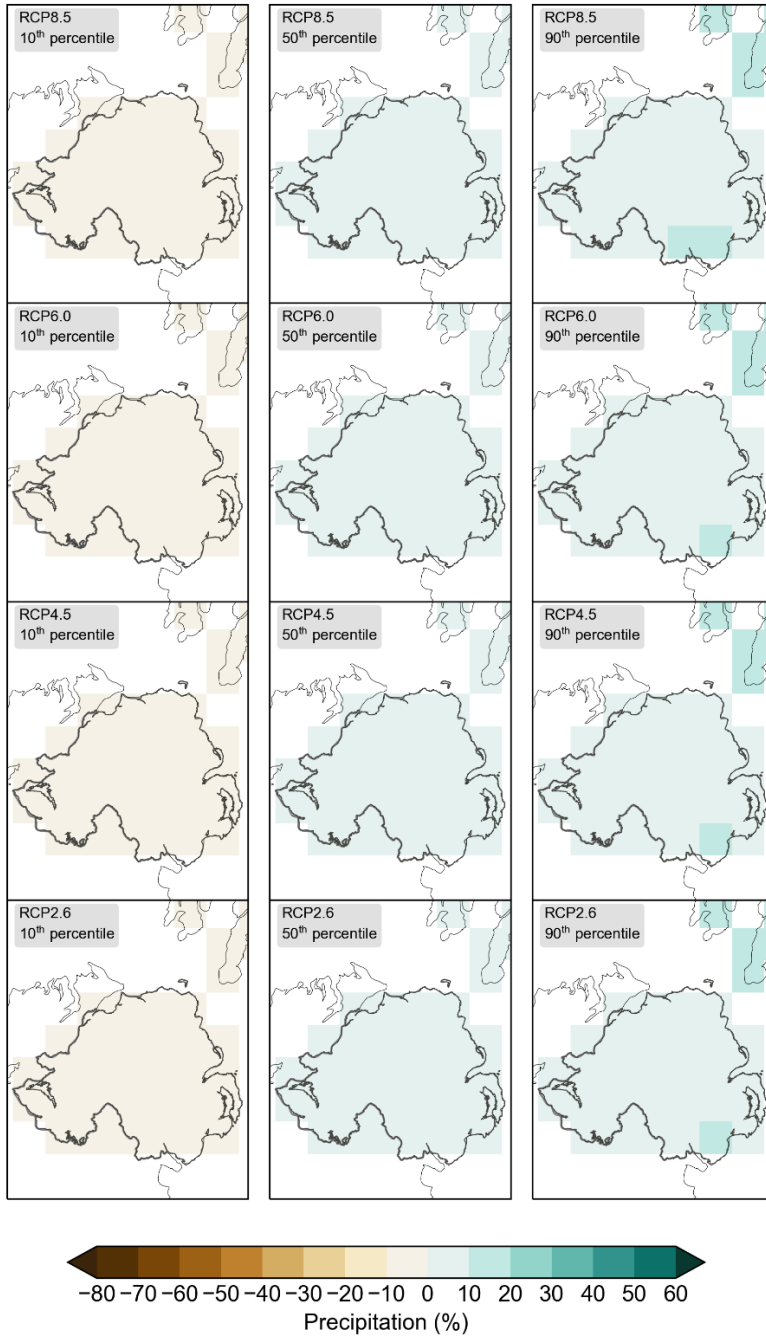 RCP8.5
10th percentile
RCP8.5
50th percentile
RCP8.5
90th percentile
RCP6.0
10th percentile
RCP6.0
50th percentile
RCP6.0
90th percentile
RCP4.5
10th percentile
RCP4.5
50th percentile
RCP4.5
90th percentile
RCP2.6
10th percentile
RCP2.6
50th percentile
RCP2.6
90th percentile
−80 −70 −60 −50 −40 −30 −20 −10 0 10 20 30 40 50 60
Precipitation (%)